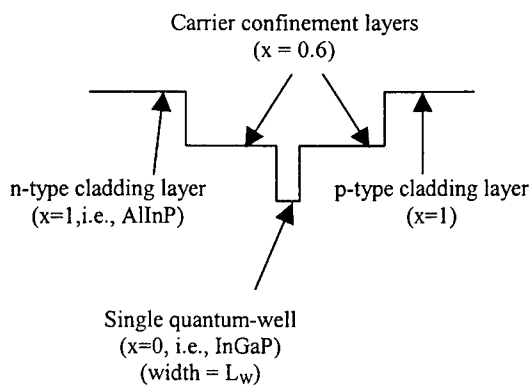 Carrier confinement layers
(x = 0.6)
n-type cladding layer
(x=1,i.e., AlInP)
p-type cladding layer
(x=1)
Single quantum-well
(x=0, i.e., InGaP)
(width = L_W)